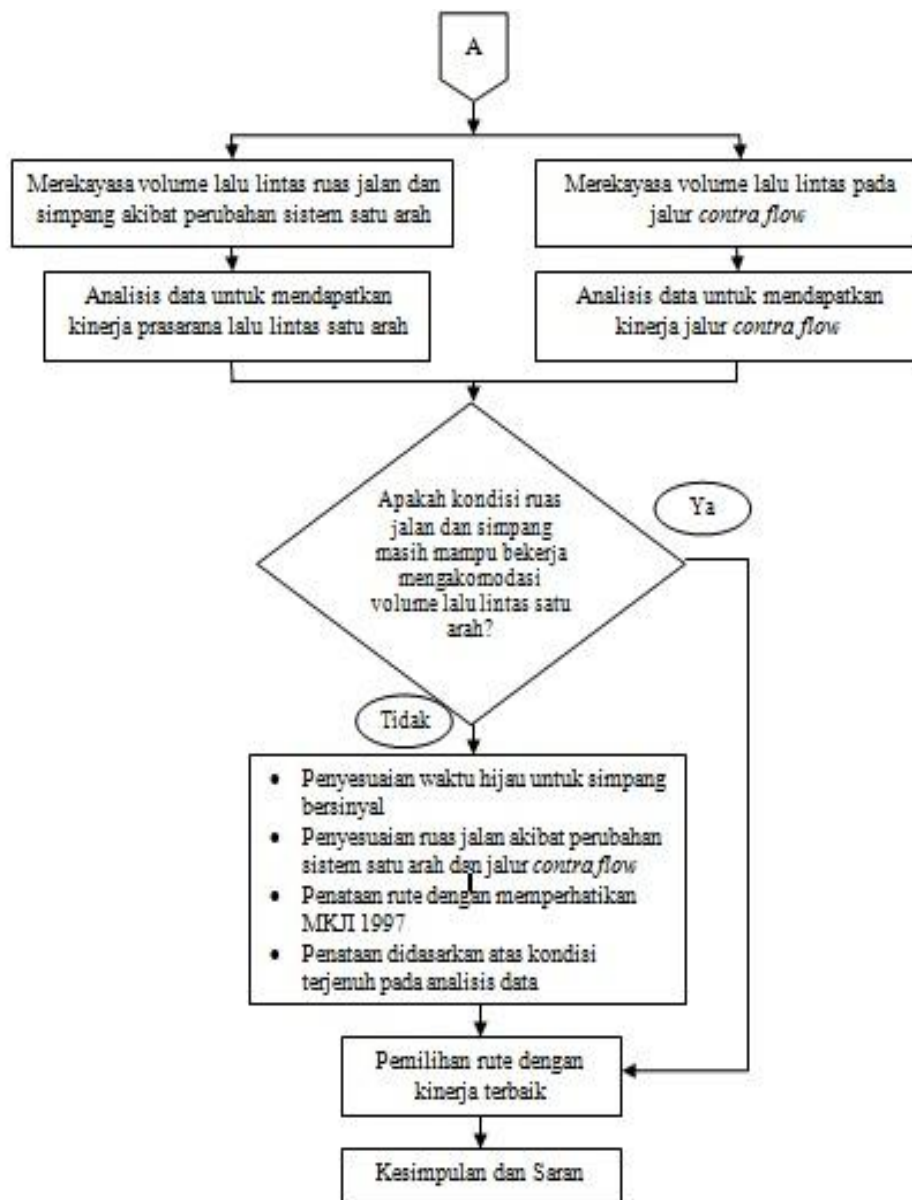 A
Merekayasa volume lalu lintas ruas jalan dan
simpang akibat perubahan sistem satu arah
Merekayasa volume lalu lintas pada
jalur contra flow
Analisis data untuk mendapatkan
kinerja prasarana lalu lintas satu arah
Analisis data untuk mendapatkan
kinerja jalur contra flow
Apakah kondisi ruas
jalan dan simpang
masih mampu bekerja
mengakomodasi
volume lalu lintas satu
arah?
Ya
Tidak
• Penyesuaian waktu hijau untuk simpang
bersinyal
• Penyesuaian ruas jalan akibat perubahan
sistem satu arah dan jalur contra flow
• Penataan rute dengan memperhatikan
MKJI 1997
• Penataan didasarkan atas kondisi
terjenuh pada analisis data
Pemilihan rute dengan
kinerja terbaik
Kesimpulan dan Saran